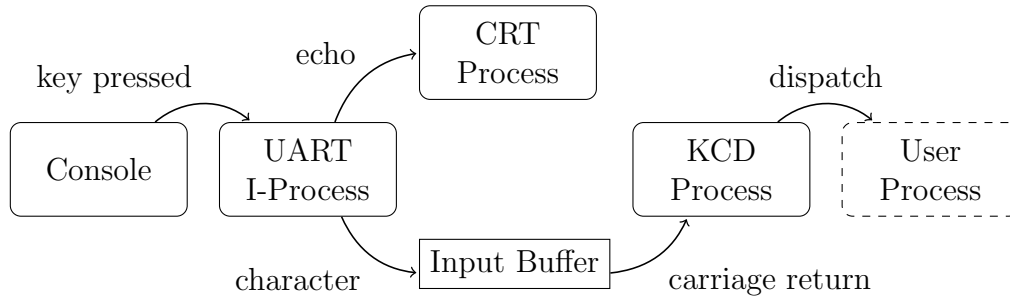 CRT
Process
echo
key pressed
dispatch
Console
UART
I-Process
KCD
Process
User
Process
character
Input Buffer
carriage return